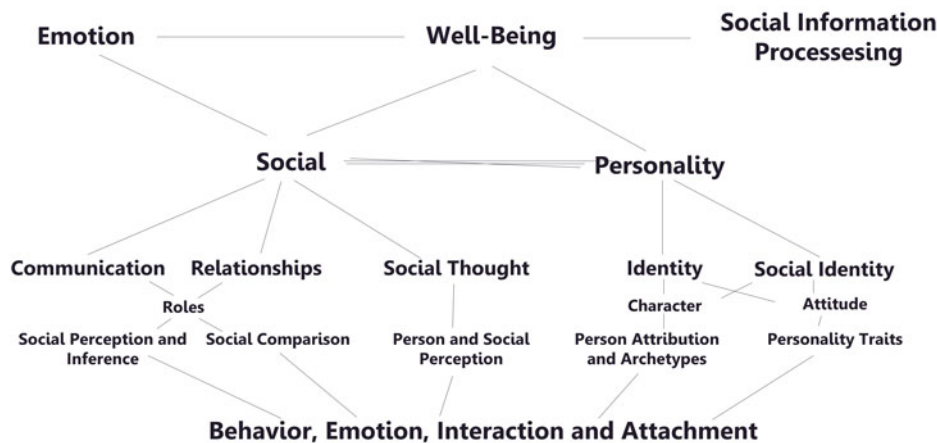 Emotion
Well-Being
Social Information
Processesing
Social
Personality
Communication
Relationships
Social Thought
Identity
Social Identity
Roles
Character
Attitude
Social Perception and
Inference
Social Comparison
Person and Social
Perception
Person Attribution
and Archetypes
Personality Traits
Behavior, Emotion, Interaction and Attachment